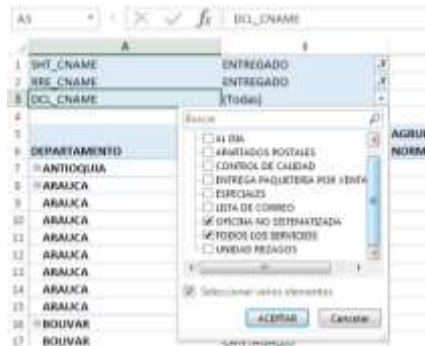 A5 fx DCL_CNAME
A
1 SHT_CNAME ENTREGADO
2 RRE_CNAME ENTREGADO
3 DCL_CNAME (Todas)
4 Buscar
5 AL DIA
APARTADOS POSTALES
6 DEPARTAMENTO CONTROL DE CALIDAD
7 ANTIOQUIA ENTREGA PAQUETERIA POR VENTA
8 ARAUCA ESPECIALES
9 ARAUCA LISTA DE CORREO
10 ARAUCA OFICINA NO SISTEMATIZADA
11 ARAUCA TODOS LOS SERVICIOS
12 ARAUCA UNIDAD REZAGOS
13 ARAUCA
14 ARAUCA Seleccionar varios elementos
15 ARAUCA
16 BOLIVAR ACEPTAR Cancelar
17 BOLIVAR